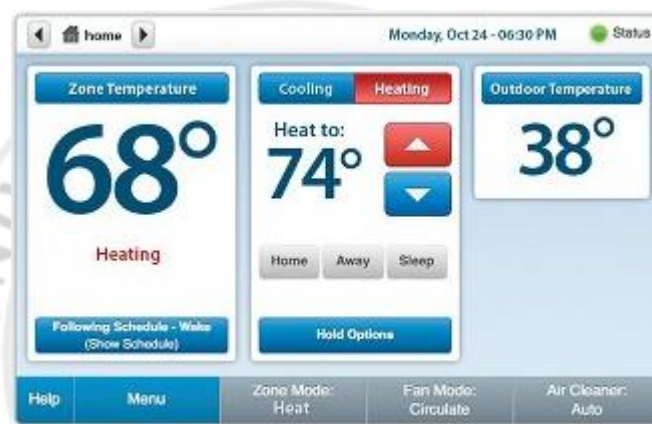 home
Monday, Oct 24 - 06:30 PM
Status
Zone Temperature
68°
Heating
Following Schedule - Wake
(Show Schedule)
Cooling
Heating
Heat to:
74°
Home
Away
Sleep
Hold Options
Outdoor Temperature
38°
Help
Menu
Zone Mode:
Heat
Fan Mode:
Circulate
Air Cleaner:
Auto